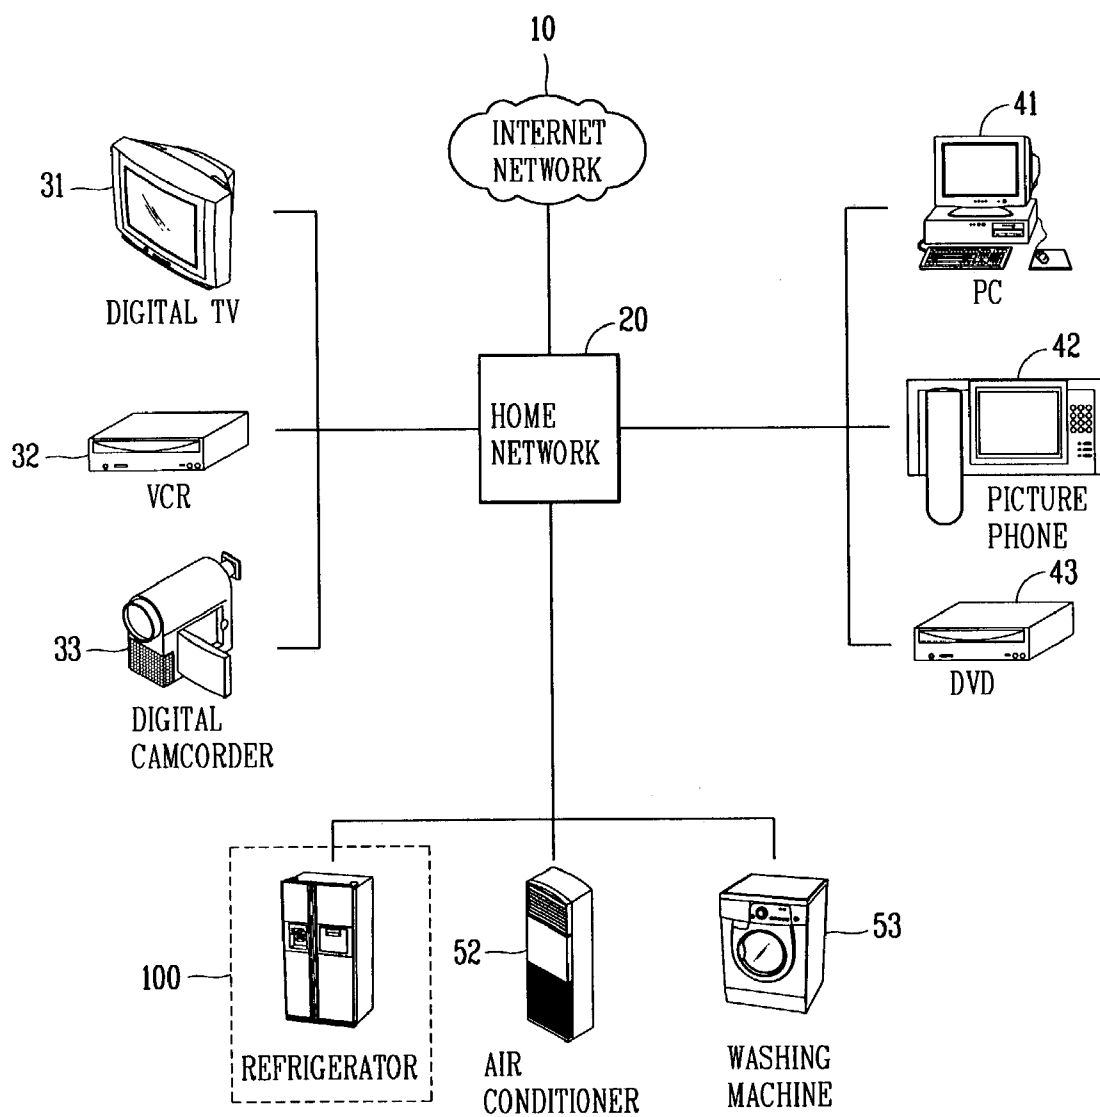 10
INTERNET
NETWORK
41
31
DIGITAL TV
PC
20
42
HOME
NETWORK
32
VCR
PICTURE
PHONE
43
33
DVD
DIGITAL
CAMCORDER
52
53
100
REFRIGERATOR
AIR
CONDITIONER
WASHING
MACHINE